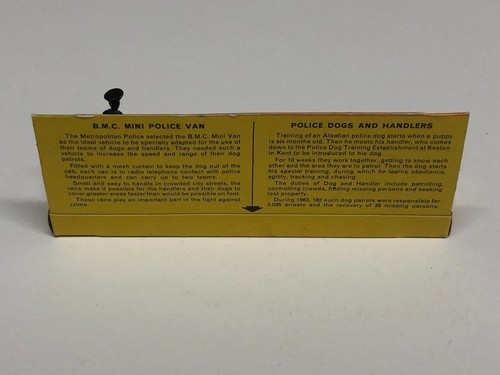 B.M.C. MINI POLICE VAN
The Metropolitan Police selected the B.M.C. Mini Van
as the ideal vehicle to be specially adapted for the use of
their teams of dogs and handlers. They needed such a
vehicle to increase the speed and range of their dog
patrols.
Fitted with a mesh curtain to keep the dog out of the
cab, each van is in radio telephone contact with police
headquarters and can carry up to two teams.
Small and easy to handle in crowded city streets, the
vans make it possible for the handlers and their dogs to
cover greater areas faster than would be possible on foot.
These vans play an important part in the fight against
crime.
POLICE DOGS AND HANDLERS
Training of an Alsatian police dog starts when a puppy
is six months old. Then he meets his handler, who comes
down to the Police Dog Training Establishment at Keston
in Kent to be introduced to his dog.
For 10 weeks they work together, getting to know each
other and the area they are to patrol. Then the dog starts
his special training, during which he learns obedience,
agility, tracking and chasing.
The duties of Dog and Handler include patrolling,
controlling crowds, finding missing persons and seeking
lost property.
During 1963, 182 such dog patrols were responsible for
arrests and the recovery of 28 missing persons.